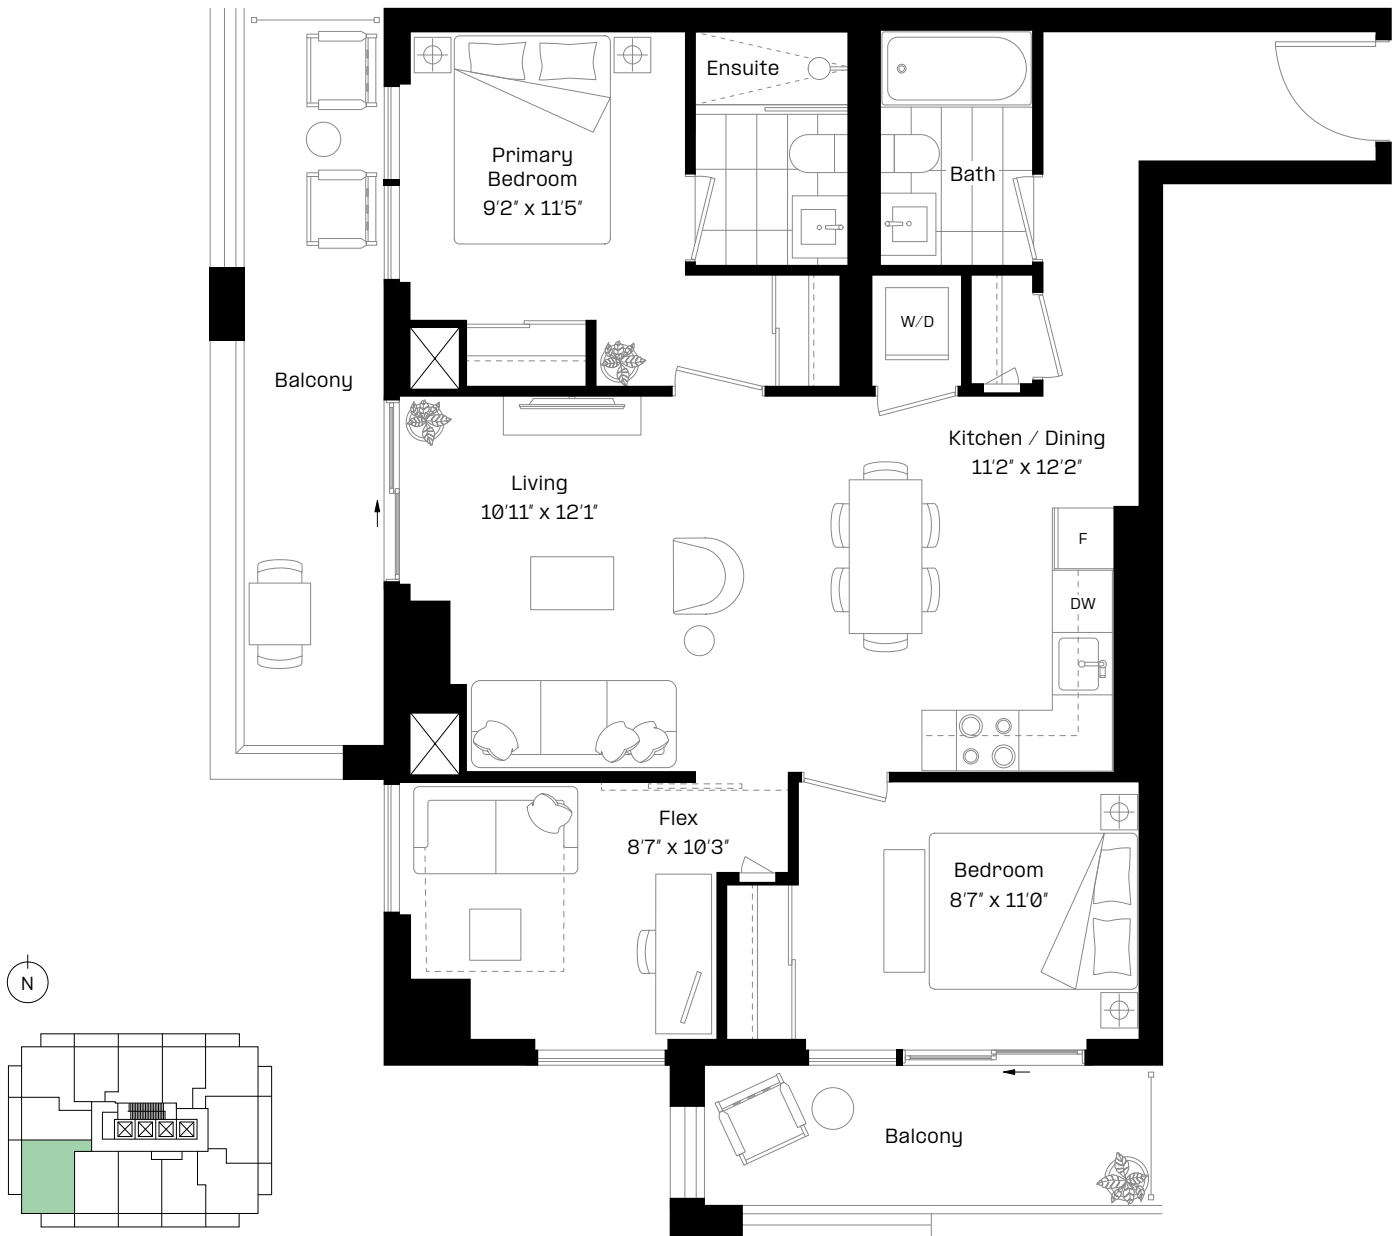 Ensuite
Primary
Bedroom
9'2" x 11'5"
Bath
W/D
Balcony
Kitchen / Dining
11'2" x 12'2"
Living
10'11" x 12'1"
F
DW
Flex
8'7" x 10'3"
Bedroom
8'7" x 11'0"
N
Balcony